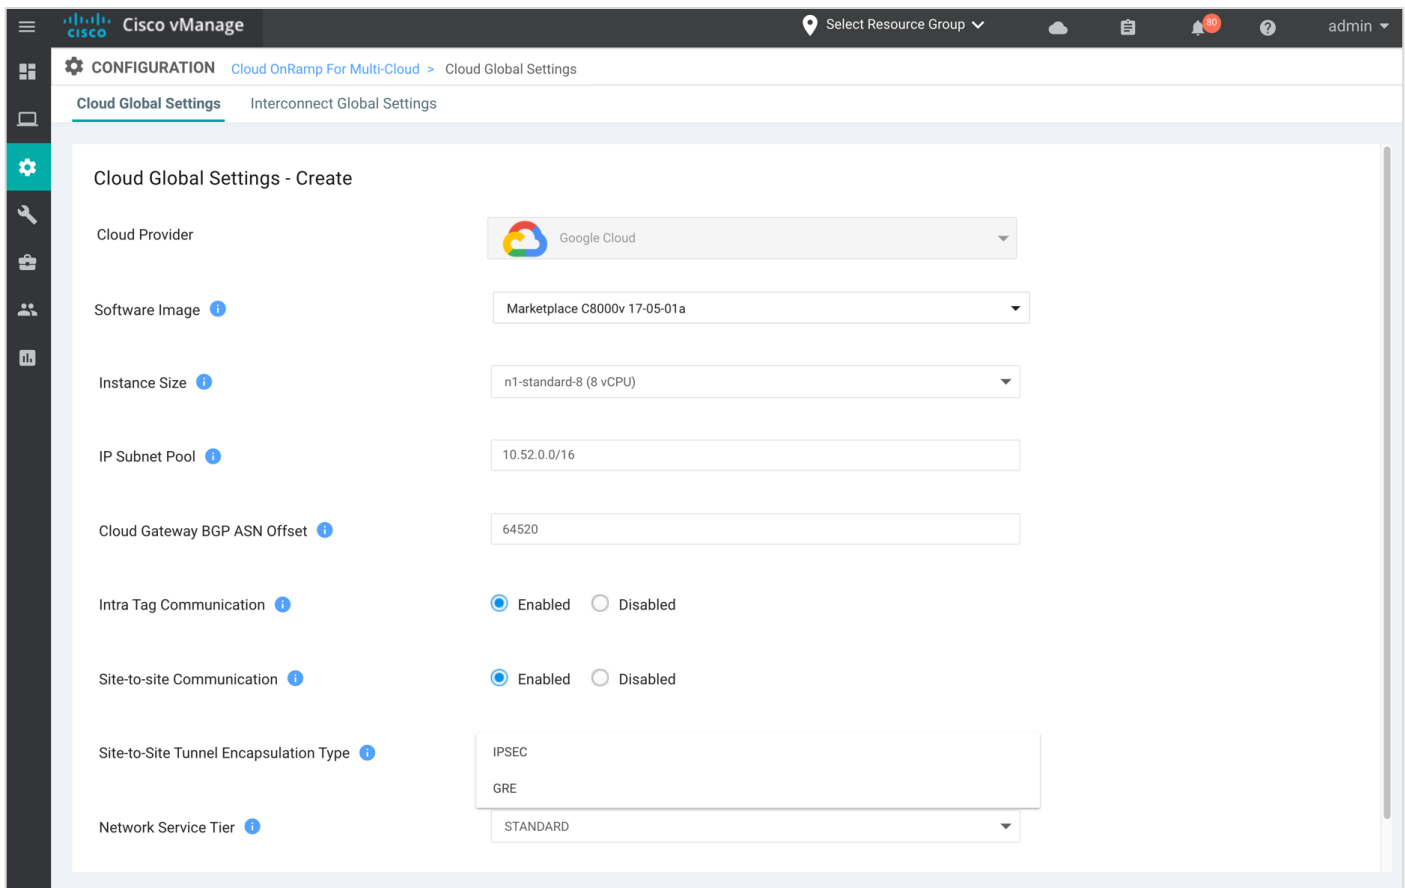 cisco Cisco vManage Select Resource Group 80 admin
CONFIGURATION Cloud OnRamp For Multi-Cloud > Cloud Global Settings
Cloud Global Settings Interconnect Global Settings
Cloud Global Settings - Create
Cloud Provider Google Cloud
Software Image Marketplace C8000v 17-05-01a
Instance Size n1-standard-8 (8 vCPU)
IP Subnet Pool 10.52.0.0/16
Cloud Gateway BGP ASN Offset 64520
Intra Tag Communication Enabled Disabled
Site-to-site Communication Enabled Disabled
Site-to-Site Tunnel Encapsulation Type IPSEC
GRE
Network Service Tier STANDARD